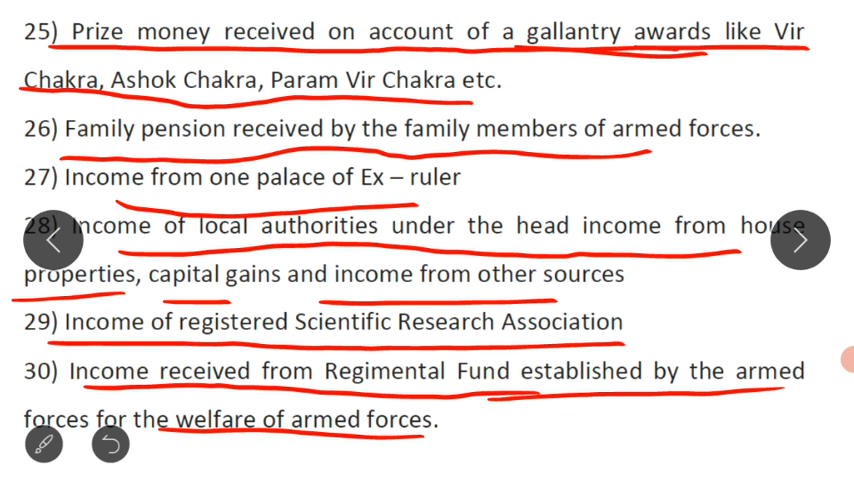 25) Prize money received on account of a gallantry awards like Vir
Chakra, Ashok Chakra, Param Vir Chakra etc.
26) Family pension received by the family members of armed forces.
27) Income from one palace of Ex – ruler
28) Income of local authorities under the head income from house
properties, capital gains and income from other sources
29) Income of registered Scientific Research Association
30) Income received from Regimental Fund established by the armed
forces for the welfare of armed forces.